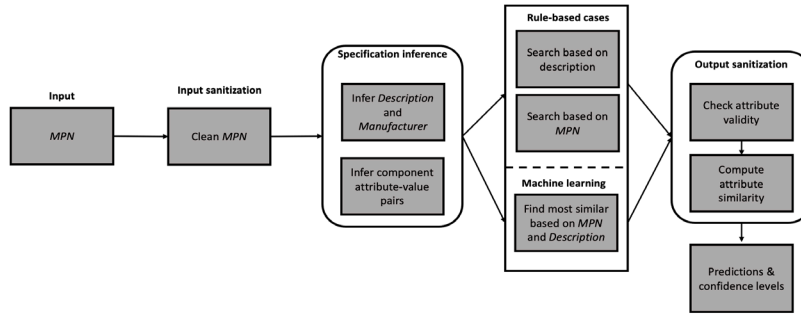 Input
MPN
Input sanitization
Clean MPN
Specification inference
Infer Description
and
Manufacturer
Infer component
attribute-value
pairs
Rule-based cases
Search based on
description
Search based on
MPN
Machine learning
Find most similar
based on MPN
and Description
Output sanitization
Check attribute
validity
Compute
attribute
similarity
Predictions &
confidence levels